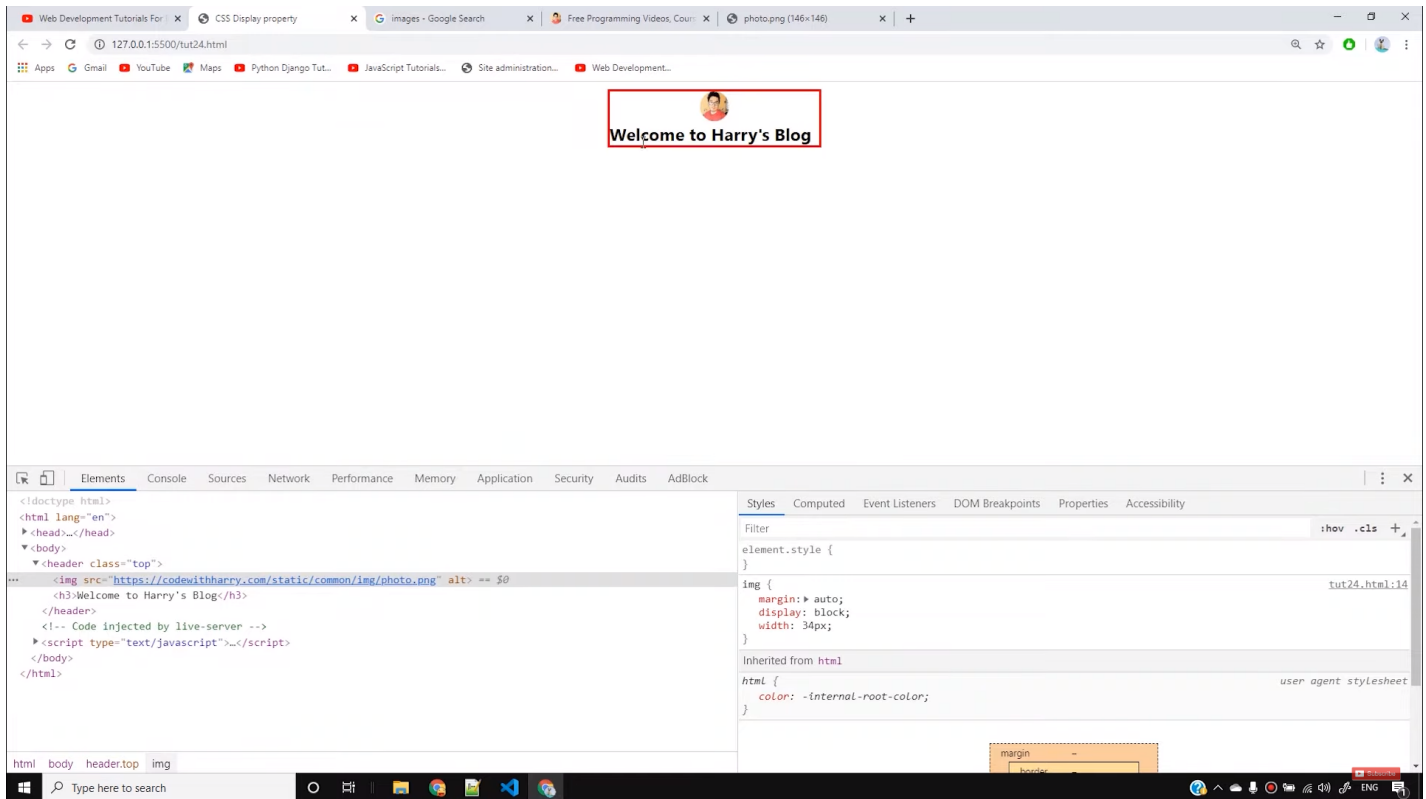 Web Development Tutorials For
CSS Display property
images - Google Search
Free Programming Videos, Cour
photo.png (146×146)
127.0.0.1:5500/tut24.html
Apps
Gmail
YouTube
Maps
Python Django Tut...
JavaScript Tutorials...
Site administration...
Web Development...
Welcome to Harry's Blog
Elements Console Sources Network Performance Memory Application Security Audits AdBlock
<!doctype html>
<html lang="en">
<head>…</head>
<body>
<header class="top">
<img src="https://codewithharry.com/static/common/img/photo.png" alt> == $0
<h3>Welcome to Harry's Blog</h3>
</header>
<!-- Code injected by live-server -->
<script type="text/javascript">…</script>
</body>
</html>
html body header.top img
Styles Computed Event Listeners DOM Breakpoints Properties Accessibility
Filter :hov .cls +
element.style {
}
img { tut24.html:14
margin: auto;
display: block;
width: 34px;
}
Inherited from html
html { user agent stylesheet
color: -internal-root-color;
}
margin -
border -
Subscribe
Type here to search
ENG
1